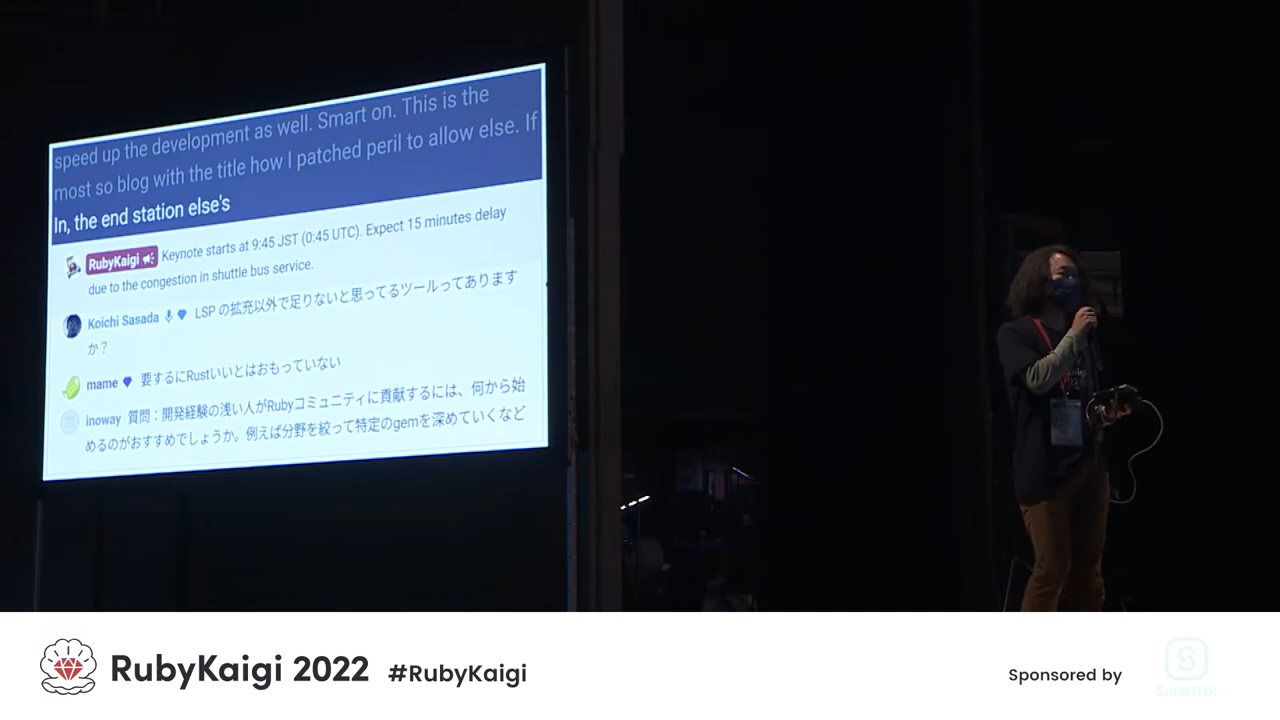 speed up the development as well. Smart on. This is the
most so blog with the title how I patched peril to allow else. If
In, the end station else's
RubyKaigi Keynote starts at 9:45 JST (0:45 UTC). Expect 15 minutes delay
due to the congestion in shuttle bus service.
Koichi Sasada LSP の拡充以外で足りないと思ってるツールってあります
か？
mame 要するにRustいいとはおもっていない
inoway 質問：開発経験の浅い人がRubyコミュニティに貢献するには、何から始
めるのがおすすめでしょうか。例えば分野を絞って特定のgemを深めていくなど
RubyKaigi 2022 #RubyKaigi
Sponsored by
S
SmartHR